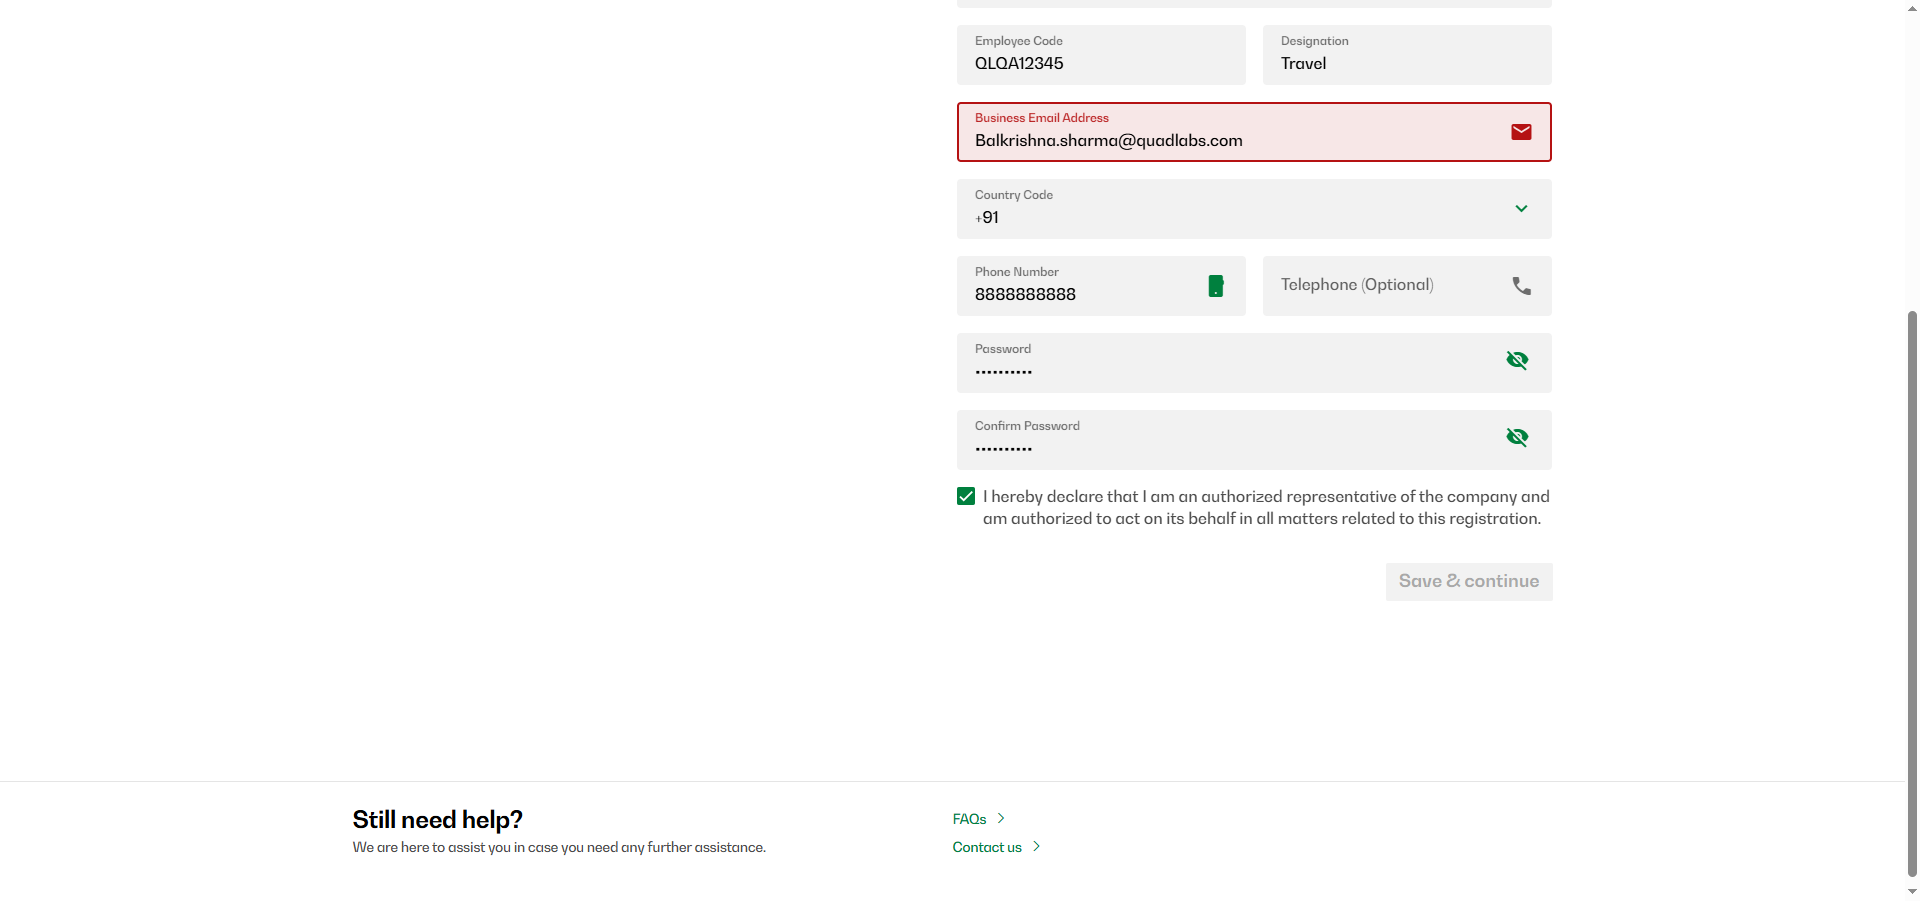 Employee Code
QLQA12345
Designation
Travel
Business Email Address
Balkrishna.sharma@quadlabs.com
Country Code
+91
Phone Number
8888888888
Telephone (Optional)
Password
••••••••••
Confirm Password
••••••••••
I hereby declare that I am an authorized representative of the company and
am authorized to act on its behalf in all matters related to this registration.
Save & continue
Still need help?
We are here to assist you in case you need any further assistance.
FAQs
Contact us